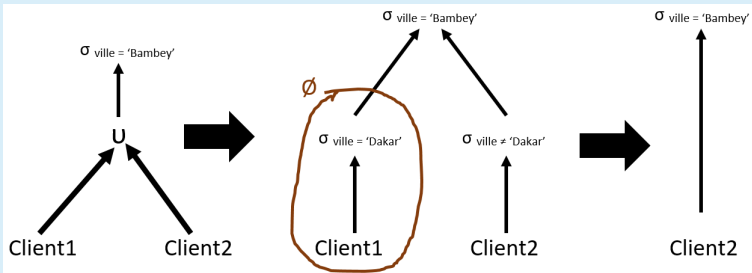 σ ville = ‘Bambey’
∪
Client1
Client2
σ ville = ‘Bambey’
Ø
σ ville = ‘Dakar’
σ ville ≠ ‘Dakar’
Client1
Client2
σ ville = ‘Bambey’
Client2